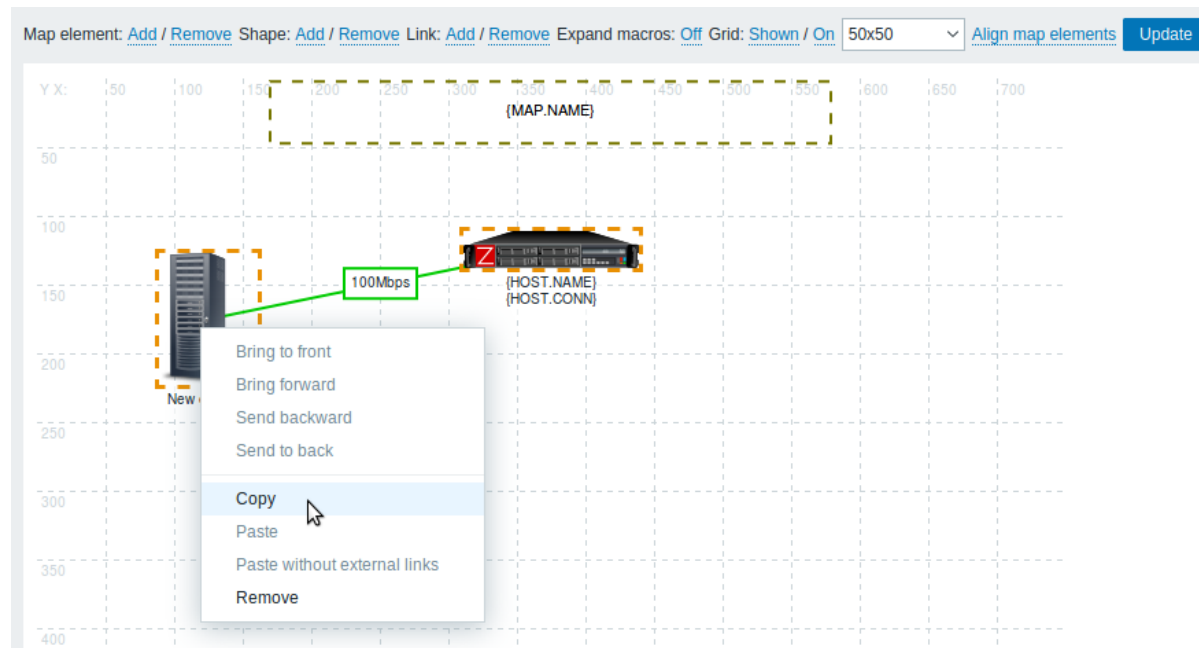 Map element: Add / Remove Shape: Add / Remove Link: Add / Remove Expand macros: Off Grid: Shown / On 50x50 Align map elements Update
Y X: 50 100 150 200 250 300 350 400 450 500 550 600 650 700
{MAP.NAME}
50
100
Z
100Mbps
{HOST.NAME}
150
{HOST.CONN}
Bring to front
200
Bring forward
New
Send backward
250
Send to back
Copy
300
Paste
Paste without external links
350
Remove
400